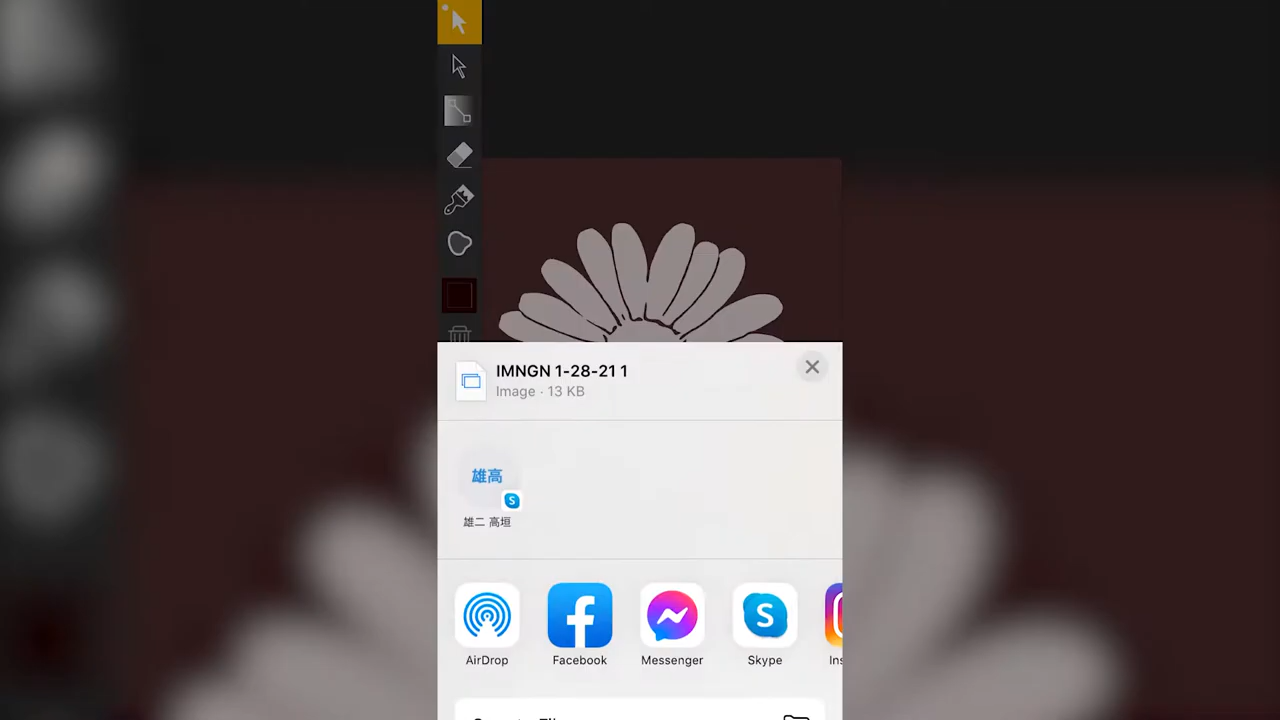 IMNGN 1-28-21 1
Image · 13 KB
雄高
S
雄二 高垣
AirDrop
Facebook
Messenger
Skype